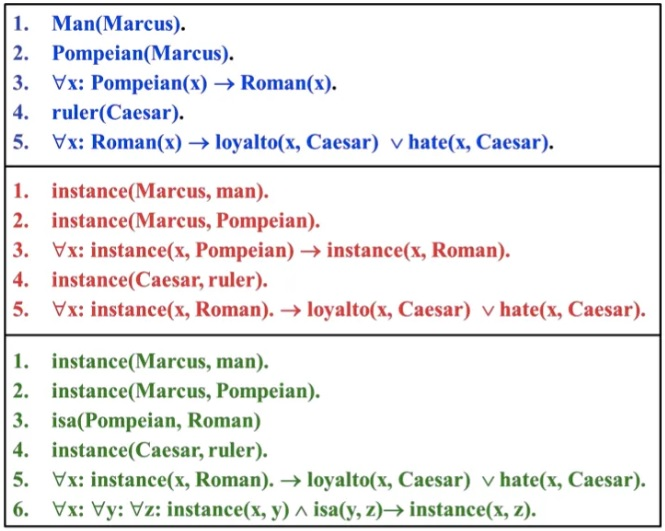 1. Man(Marcus).
2. Pompeian(Marcus).
3. ∀x: Pompeian(x) → Roman(x).
4. ruler(Caesar).
5. ∀x: Roman(x) → loyalto(x, Caesar) ∨ hate(x, Caesar).
1. instance(Marcus, man).
2. instance(Marcus, Pompeian).
3. ∀x: instance(x, Pompeian) → instance(x, Roman).
4. instance(Caesar, ruler).
5. ∀x: instance(x, Roman). → loyalto(x, Caesar) ∨ hate(x, Caesar).
1. instance(Marcus, man).
2. instance(Marcus, Pompeian).
3. isa(Pompeian, Roman)
4. instance(Caesar, ruler).
5. ∀x: instance(x, Roman). → loyalto(x, Caesar) ∨ hate(x, Caesar).
6. ∀x: ∀y: ∀z: instance(x, y) ∧ isa(y, z)→ instance(x, z).